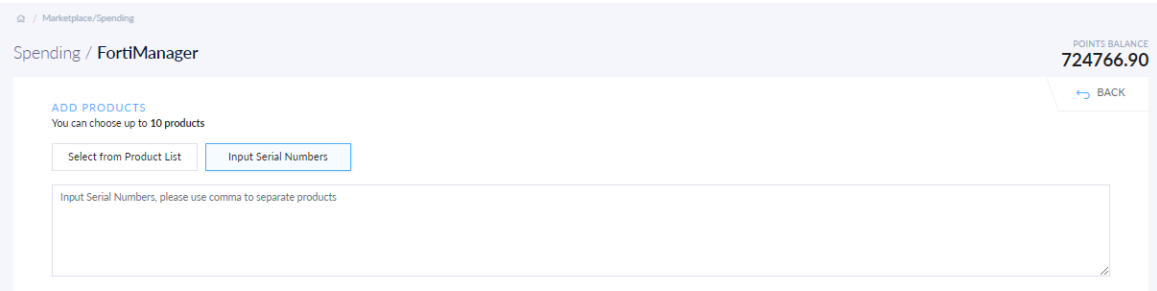 / Marketplace/Spending
Spending / FortiManager
POINTS BALANCE
724766.90
BACK
ADD PRODUCTS
You can choose up to 10 products
Select from Product List
Input Serial Numbers
Input Serial Numbers, please use comma to separate products